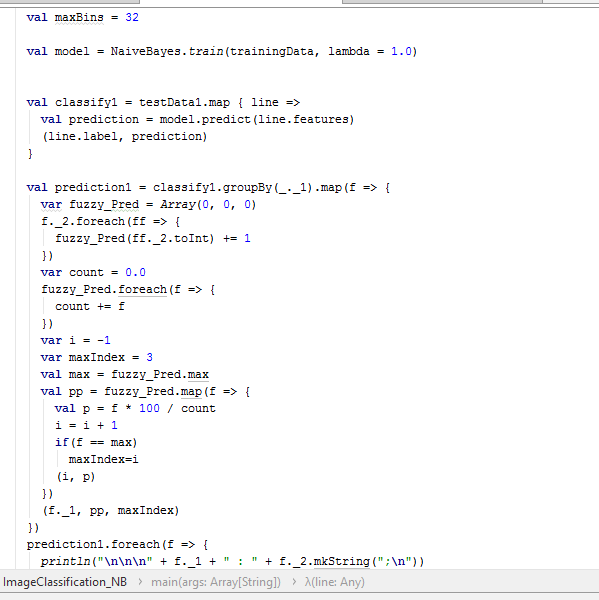 val maxBins = 32
val model = NaiveBayes.train(trainingData, lambda = 1.0)
val classify1 = testData1.map { line =>
val prediction = model.predict(line.features)
(line.label, prediction)
}
val prediction1 = classify1.groupBy(_._1).map(f => {
var fuzzy_Pred = Array(0, 0, 0)
f._2.foreach(ff => {
fuzzy_Pred(ff._2.toInt) += 1
})
var count = 0.0
fuzzy_Pred.foreach(f => {
count += f
})
var i = -1
var maxIndex = 3
val max = fuzzy_Pred.max
val pp = fuzzy_Pred.map(f => {
val p = f * 100 / count
i = i + 1
if(f == max)
maxIndex=i
(i, p)
})
(f._1, pp, maxIndex)
})
prediction1.foreach(f => {
println("\n\n\n" + f._1 + " : " + f._2.mkString(";\n"))
ImageClassification_NB › main(args: Array[String]) › λ(line: Any)